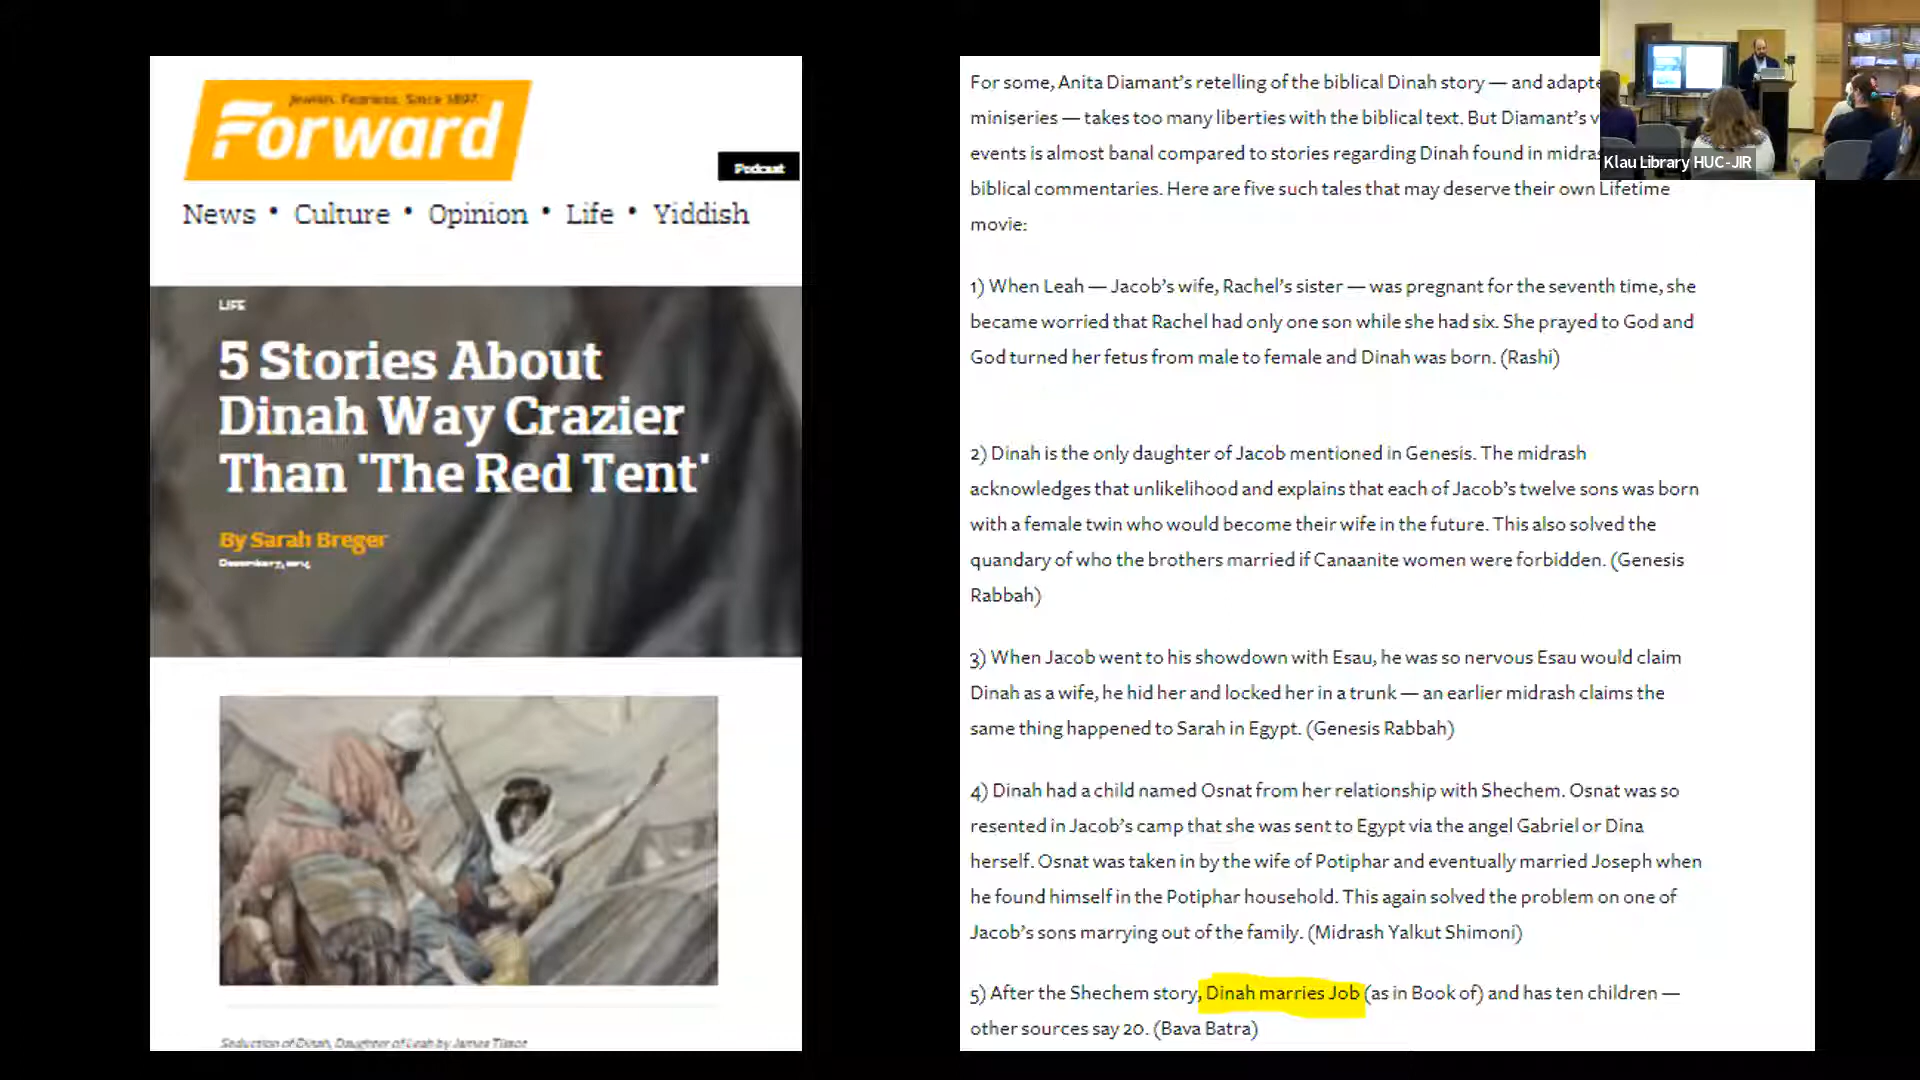 Jewish. Fearless. Since 1897.
Forward
Podcast
News • Culture • Opinion • Life • Yiddish
LIFE
5 Stories About
Dinah Way Crazier
Than 'The Red Tent'
By Sarah Breger
December 7, 2014
Seduction of Dinah, Daughter of Leah by James Tissot
For some, Anita Diamant's retelling of the biblical Dinah story — and adapte
miniseries — takes too many liberties with the biblical text. But Diamant's v
events is almost banal compared to stories regarding Dinah found in midra
biblical commentaries. Here are five such tales that may deserve their own Lifetime
movie:
1) When Leah — Jacob's wife, Rachel's sister — was pregnant for the seventh time, she
became worried that Rachel had only one son while she had six. She prayed to God and
God turned her fetus from male to female and Dinah was born. (Rashi)
2) Dinah is the only daughter of Jacob mentioned in Genesis. The midrash
acknowledges that unlikelihood and explains that each of Jacob's twelve sons was born
with a female twin who would become their wife in the future. This also solved the
quandary of who the brothers married if Canaanite women were forbidden. (Genesis
Rabbah)
3) When Jacob went to his showdown with Esau, he was so nervous Esau would claim
Dinah as a wife, he hid her and locked her in a trunk — an earlier midrash claims the
same thing happened to Sarah in Egypt. (Genesis Rabbah)
4) Dinah had a child named Osnat from her relationship with Shechem. Osnat was so
resented in Jacob's camp that she was sent to Egypt via the angel Gabriel or Dina
herself. Osnat was taken in by the wife of Potiphar and eventually married Joseph when
he found himself in the Potiphar household. This again solved the problem on one of
Jacob's sons marrying out of the family. (Midrash Yalkut Shimoni)
5) After the Shechem story, Dinah marries Job (as in Book of) and has ten children —
other sources say 20. (Bava Batra)
Klau Library HUC-JIR